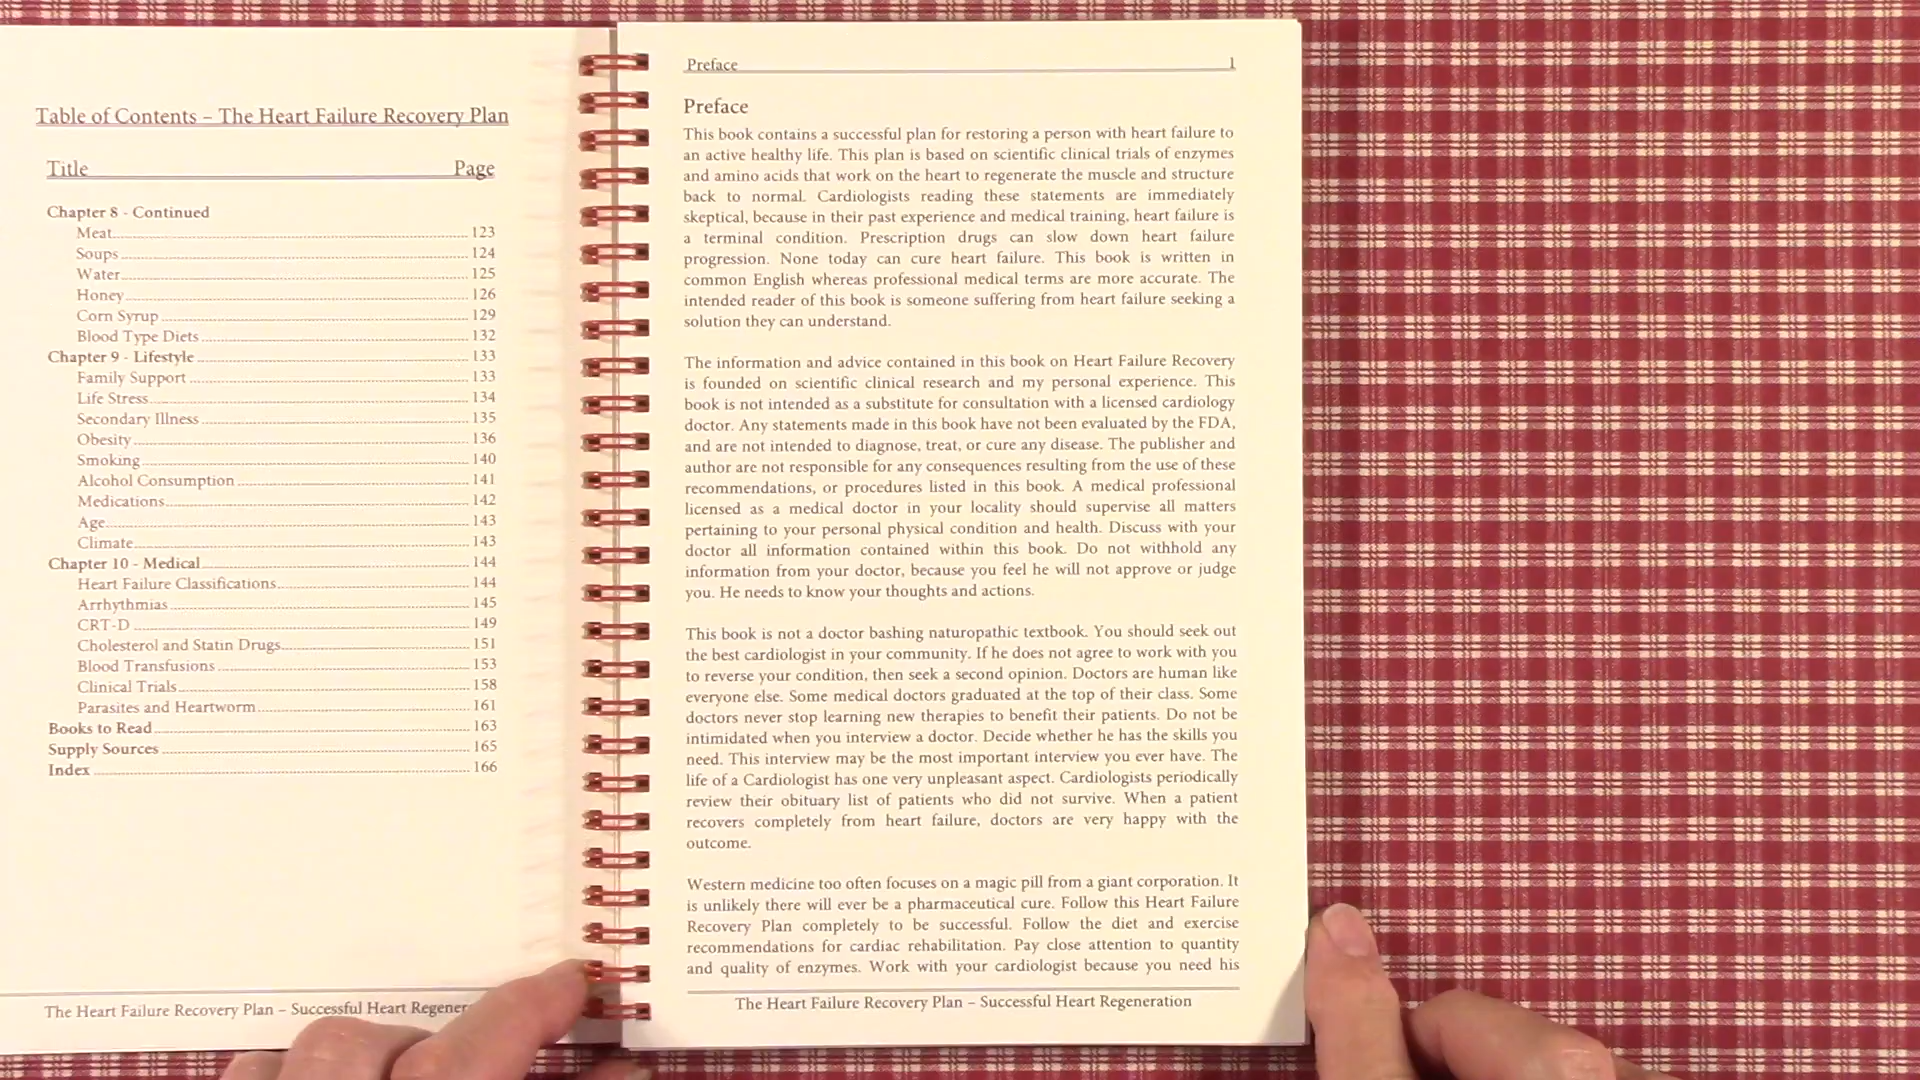 Table of Contents – The Heart Failure Recovery Plan
Title Page
Chapter 8 - Continued
Meat 123
Soups 124
Water 125
Honey 126
Corn Syrup 129
Blood Type Diets 132
Chapter 9 - Lifestyle 133
Family Support 133
Life Stress 134
Secondary Illness 135
Obesity 136
Smoking 140
Alcohol Consumption 141
Medications 142
Age 143
Climate 143
Chapter 10 - Medical 144
Heart Failure Classifications 144
Arrhythmias 145
CRT-D 149
Cholesterol and Statin Drugs 151
Blood Transfusions 153
Clinical Trials 158
Parasites and Heartworm 161
Books to Read 163
Supply Sources 165
Index 166
The Heart Failure Recovery Plan – Successful Heart Regener
Preface 1
Preface
This book contains a successful plan for restoring a person with heart failure to
an active healthy life. This plan is based on scientific clinical trials of enzymes
and amino acids that work on the heart to regenerate the muscle and structure
back to normal. Cardiologists reading these statements are immediately
skeptical, because in their past experience and medical training, heart failure is
a terminal condition. Prescription drugs can slow down heart failure
progression. None today can cure heart failure. This book is written in
common English whereas professional medical terms are more accurate. The
intended reader of this book is someone suffering from heart failure seeking a
solution they can understand.
The information and advice contained in this book on Heart Failure Recovery
is founded on scientific clinical research and my personal experience. This
book is not intended as a substitute for consultation with a licensed cardiology
doctor. Any statements made in this book have not been evaluated by the FDA,
and are not intended to diagnose, treat, or cure any disease. The publisher and
author are not responsible for any consequences resulting from the use of these
recommendations, or procedures listed in this book. A medical professional
licensed as a medical doctor in your locality should supervise all matters
pertaining to your personal physical condition and health. Discuss with your
doctor all information contained within this book. Do not withhold any
information from your doctor, because you feel he will not approve or judge
you. He needs to know your thoughts and actions.
This book is not a doctor bashing naturopathic textbook. You should seek out
the best cardiologist in your community. If he does not agree to work with you
to reverse your condition, then seek a second opinion. Doctors are human like
everyone else. Some medical doctors graduated at the top of their class. Some
doctors never stop learning new therapies to benefit their patients. Do not be
intimidated when you interview a doctor. Decide whether he has the skills you
need. This interview may be the most important interview you ever have. The
life of a Cardiologist has one very unpleasant aspect. Cardiologists periodically
review their obituary list of patients who did not survive. When a patient
recovers completely from heart failure, doctors are very happy with the
outcome.
Western medicine too often focuses on a magic pill from a giant corporation. It
is unlikely there will ever be a pharmaceutical cure. Follow this Heart Failure
Recovery Plan completely to be successful. Follow the diet and exercise
recommendations for cardiac rehabilitation. Pay close attention to quantity
and quality of enzymes. Work with your cardiologist because you need his
The Heart Failure Recovery Plan – Successful Heart Regeneration